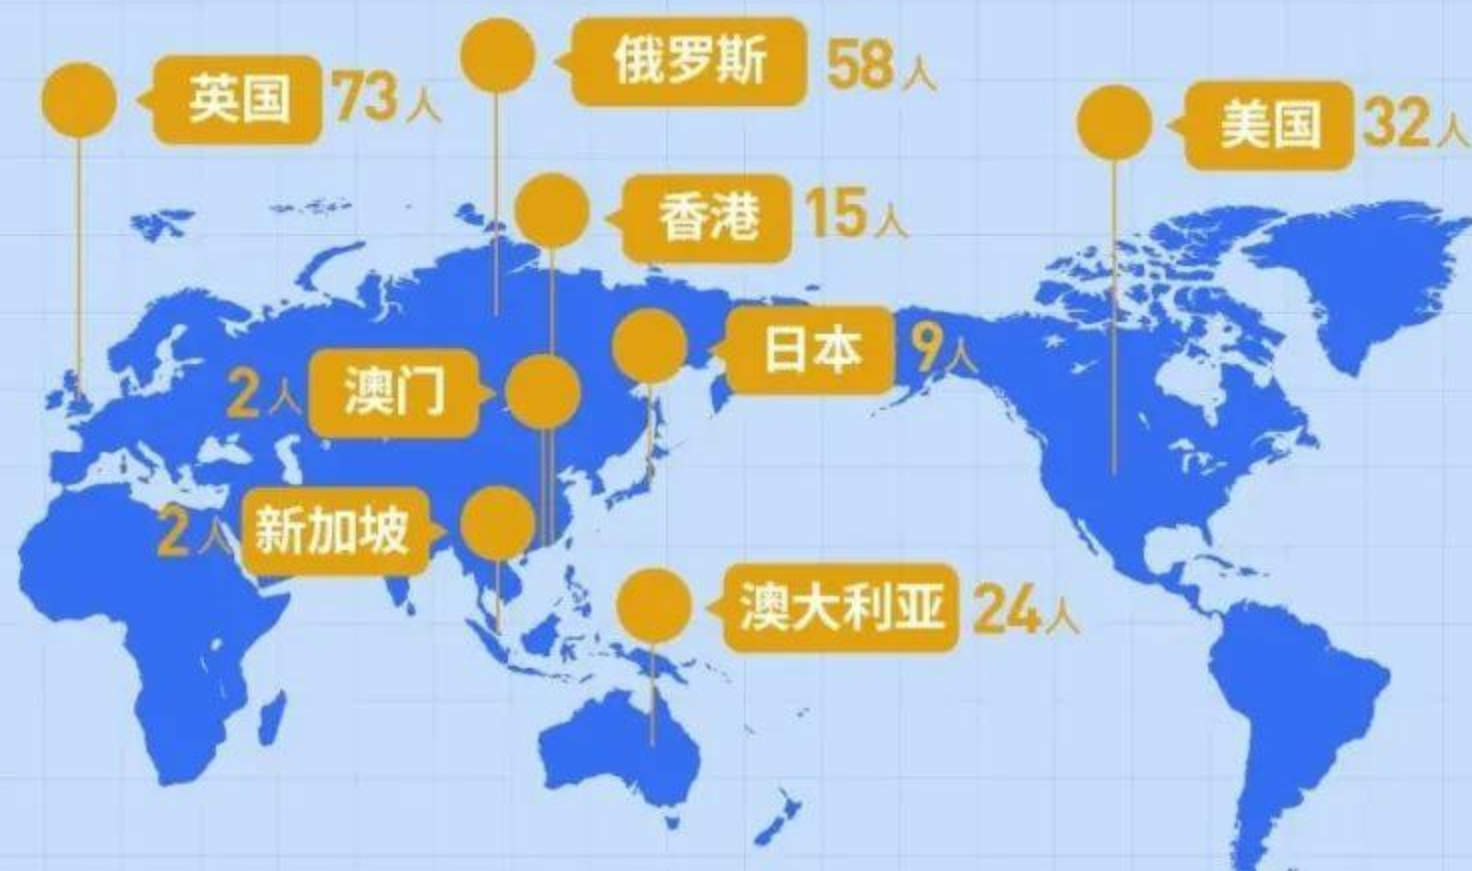 俄罗斯 58人
英国 73人
美国 32人
香港 15人
日本 9人
2人 澳门
2人 新加坡
澳大利亚 24人